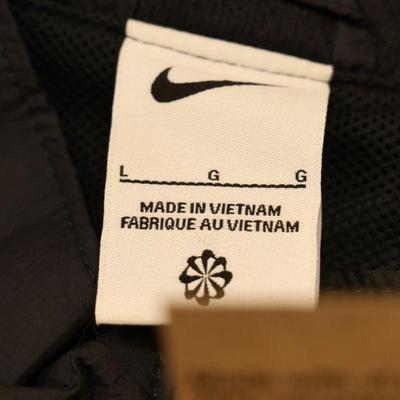 L G G
MADE IN VIETNAM
FABRIQUE AU VIETNAM